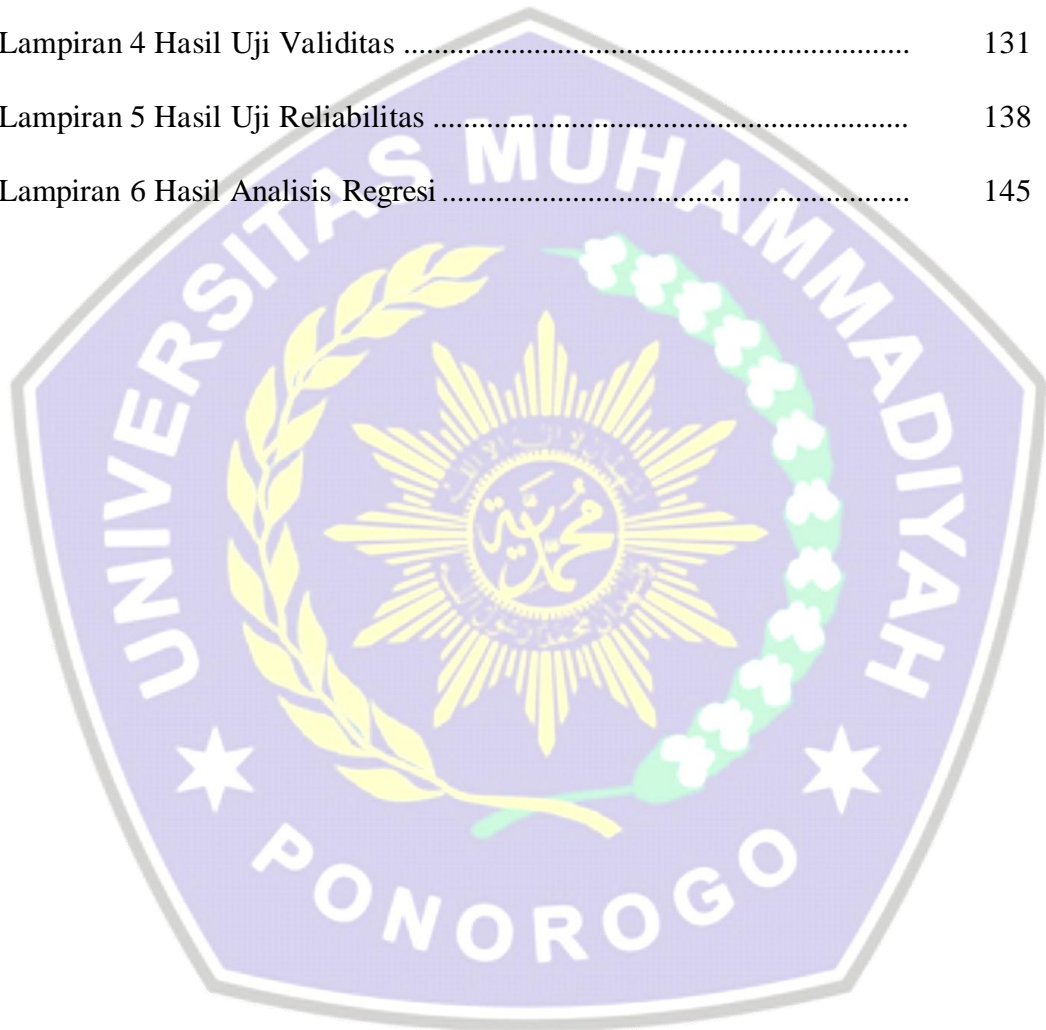 Lampiran 4 Hasil Uji Validitas ............................................................... 131
Lampiran 5 Hasil Uji Reliabilitas ........................................................... 138
Lampiran 6 Hasil Analisis Regresi .......................................................... 145
UNIVERSITAS MUHAMMADIYAH
محمدية
PONOROGO